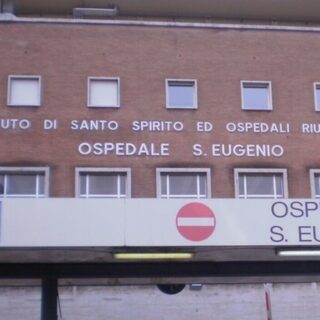 UTO DI SANTO SPIRITO ED OSPEDALI RIU
OSPEDALE S. EUGENIO
OSP
S. EU